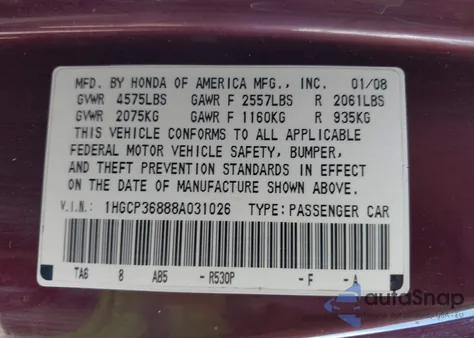 MFD. BY HONDA OF AMERICA MFG., INC. 01/08
GVWR 4575LBS GAWR F 2557LBS R 2061LBS
GVWR 2075KG GAWR F 1160KG R 935KG
THIS VEHICLE CONFORMS TO ALL APPLICABLE
FEDERAL MOTOR VEHICLE SAFETY, BUMPER,
AND THEFT PREVENTION STANDARDS IN EFFECT
ON THE DATE OF MANUFACTURE SHOWN ABOVE.
V.I.N.: 1HGCP36888A031026 TYPE: PASSENGER CAR
TA6 8 AB5 - R530P - F - A
autoSnap